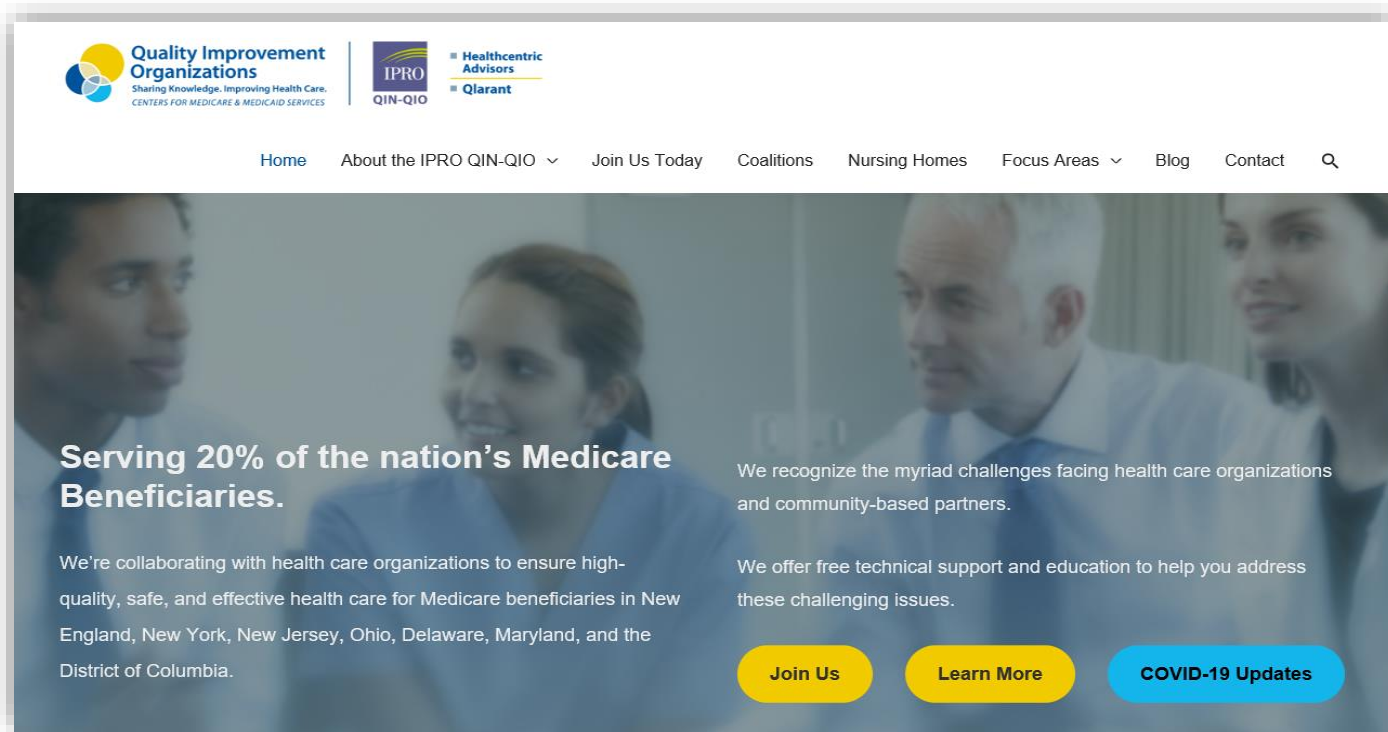 Quality Improvement
Organizations
Sharing Knowledge. Improving Health Care.
CENTERS FOR MEDICARE & MEDICAID SERVICES
IPRO
QIN-QIO
Healthcentric
Advisors
Qlarant
Home About the IPRO QIN-QIO Join Us Today Coalitions Nursing Homes Focus Areas Blog Contact
Serving 20% of the nation’s Medicare
Beneficiaries.
We’re collaborating with health care organizations to ensure high-
quality, safe, and effective health care for Medicare beneficiaries in New
England, New York, New Jersey, Ohio, Delaware, Maryland, and the
District of Columbia.
We recognize the myriad challenges facing health care organizations
and community-based partners.
We offer free technical support and education to help you address
these challenging issues.
Join Us Learn More COVID-19 Updates